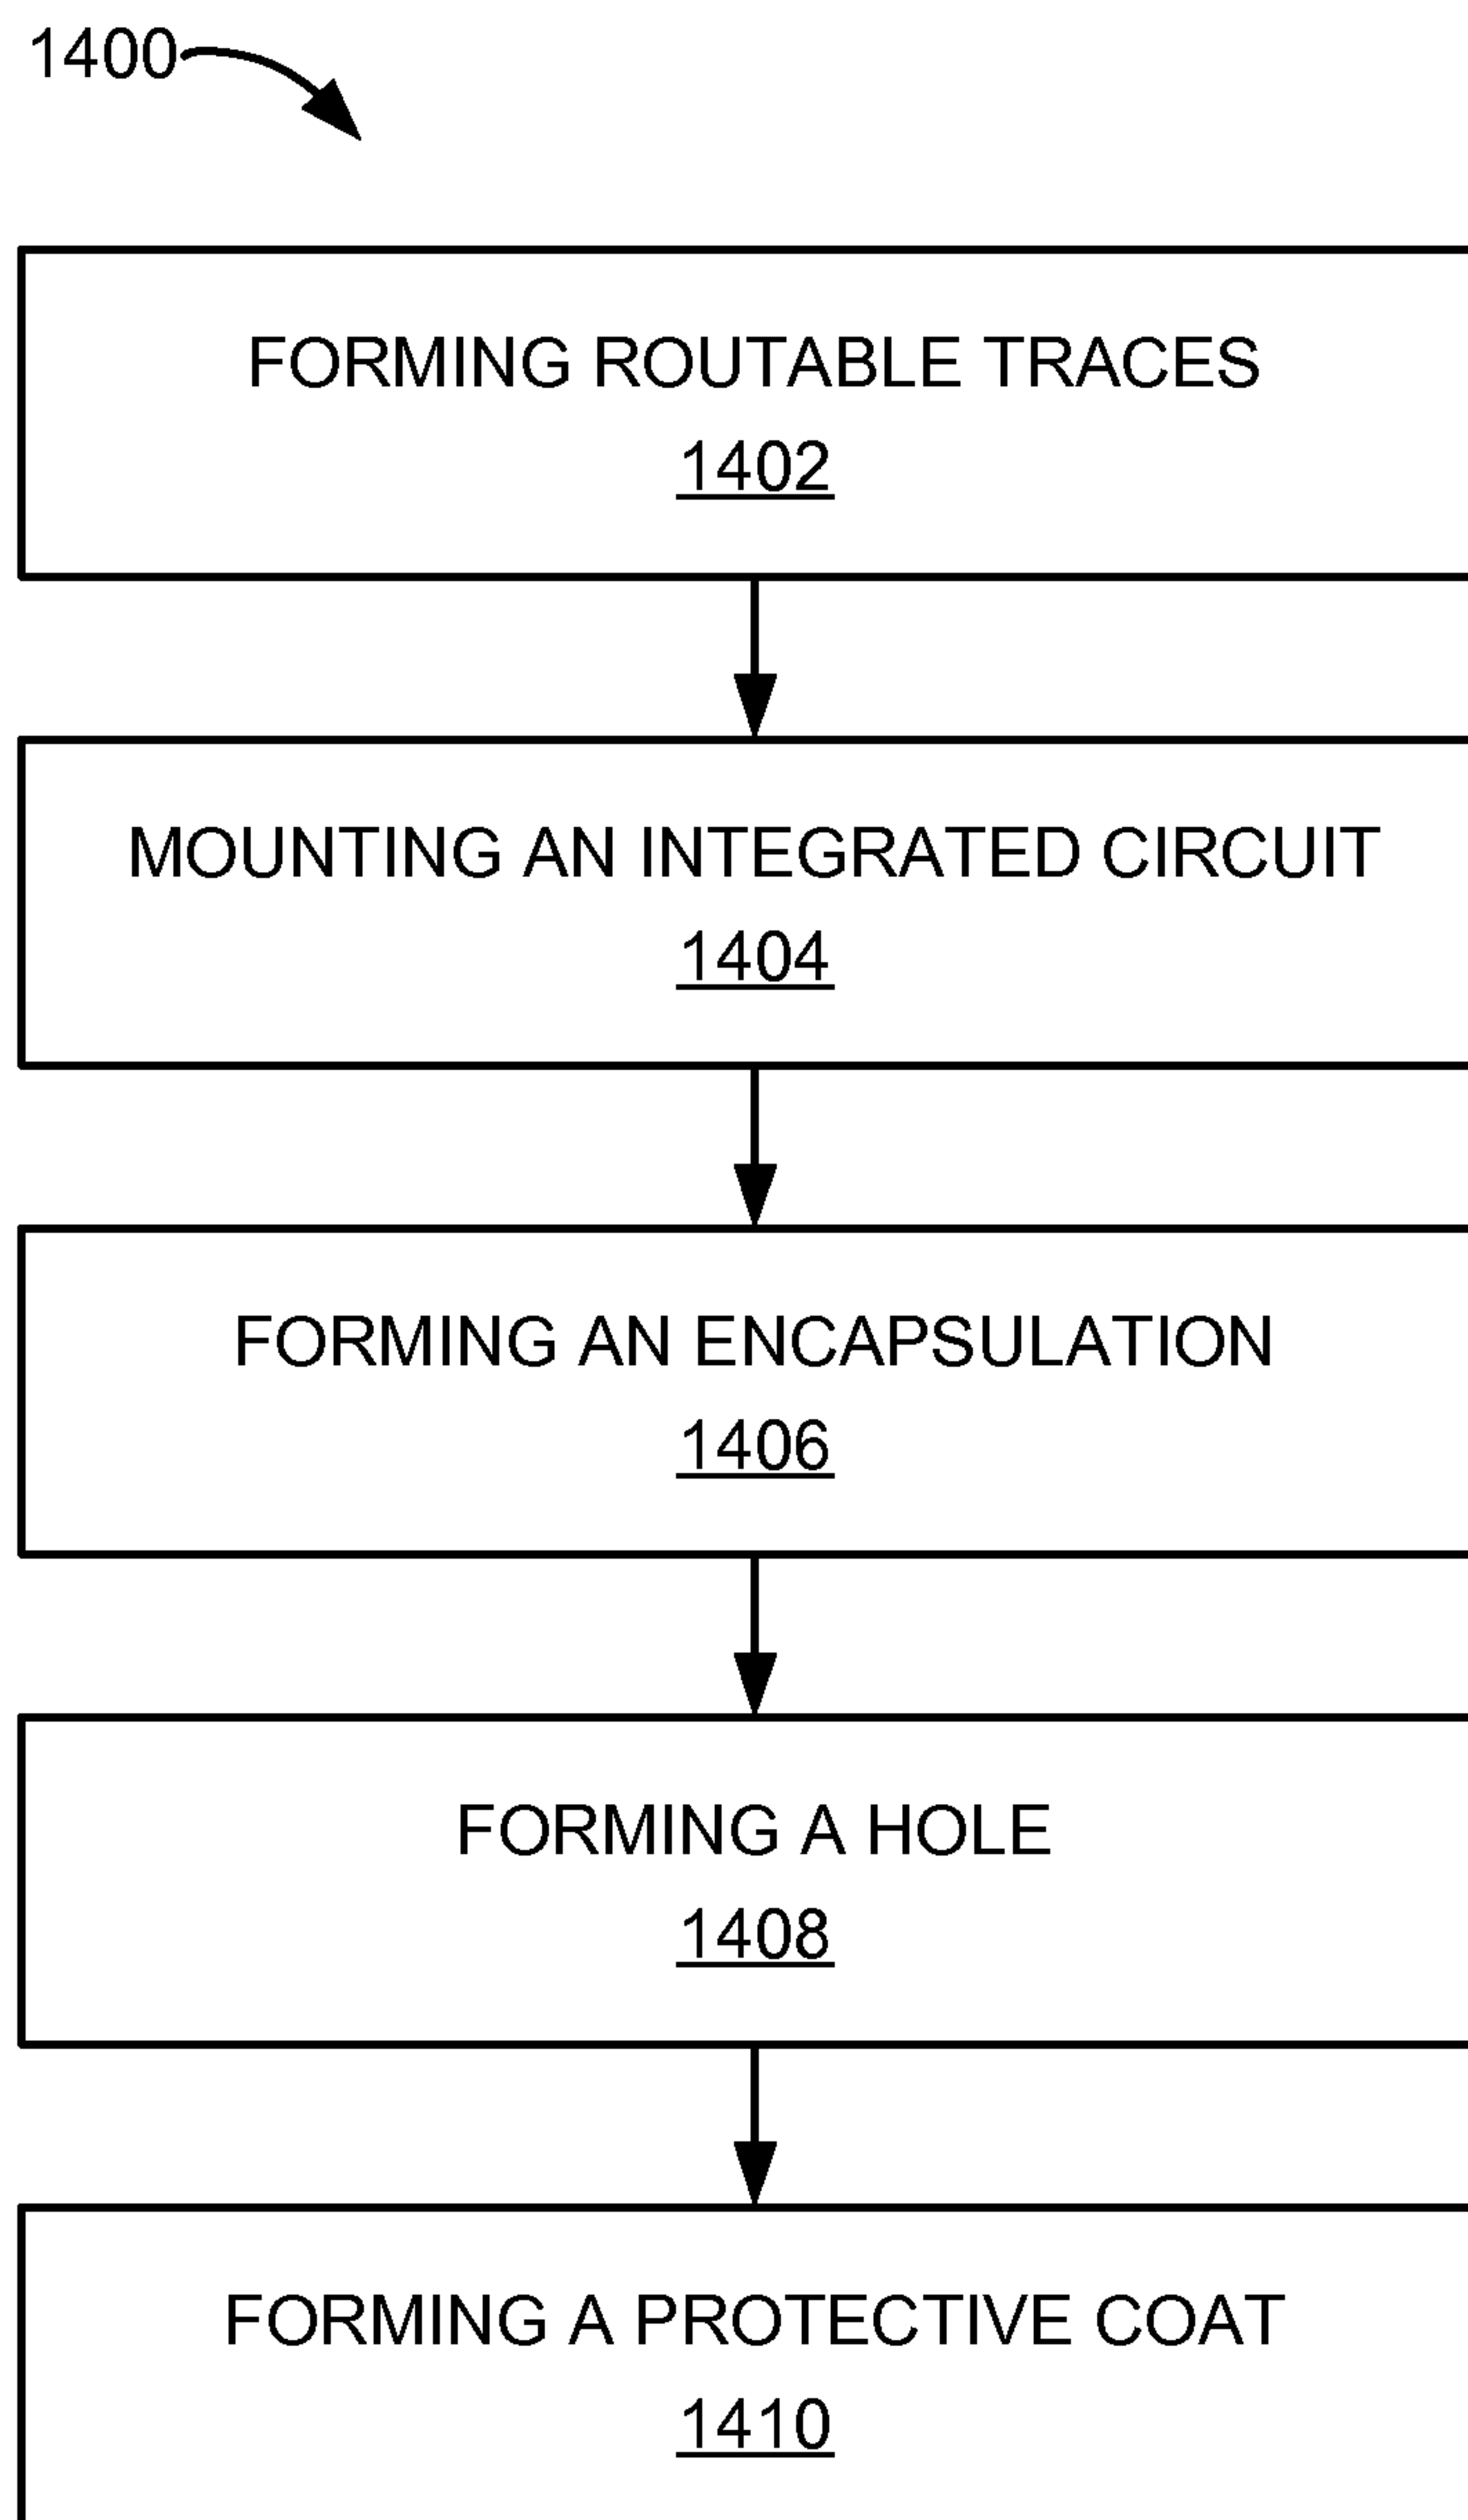 1400
FORMING ROUTABLE TRACES
1402
MOUNTING AN INTEGRATED CIRCUIT
1404
FORMING AN ENCAPSULATION
1406
FORMING A HOLE
1408
FORMING A PROTECTIVE COAT
1410